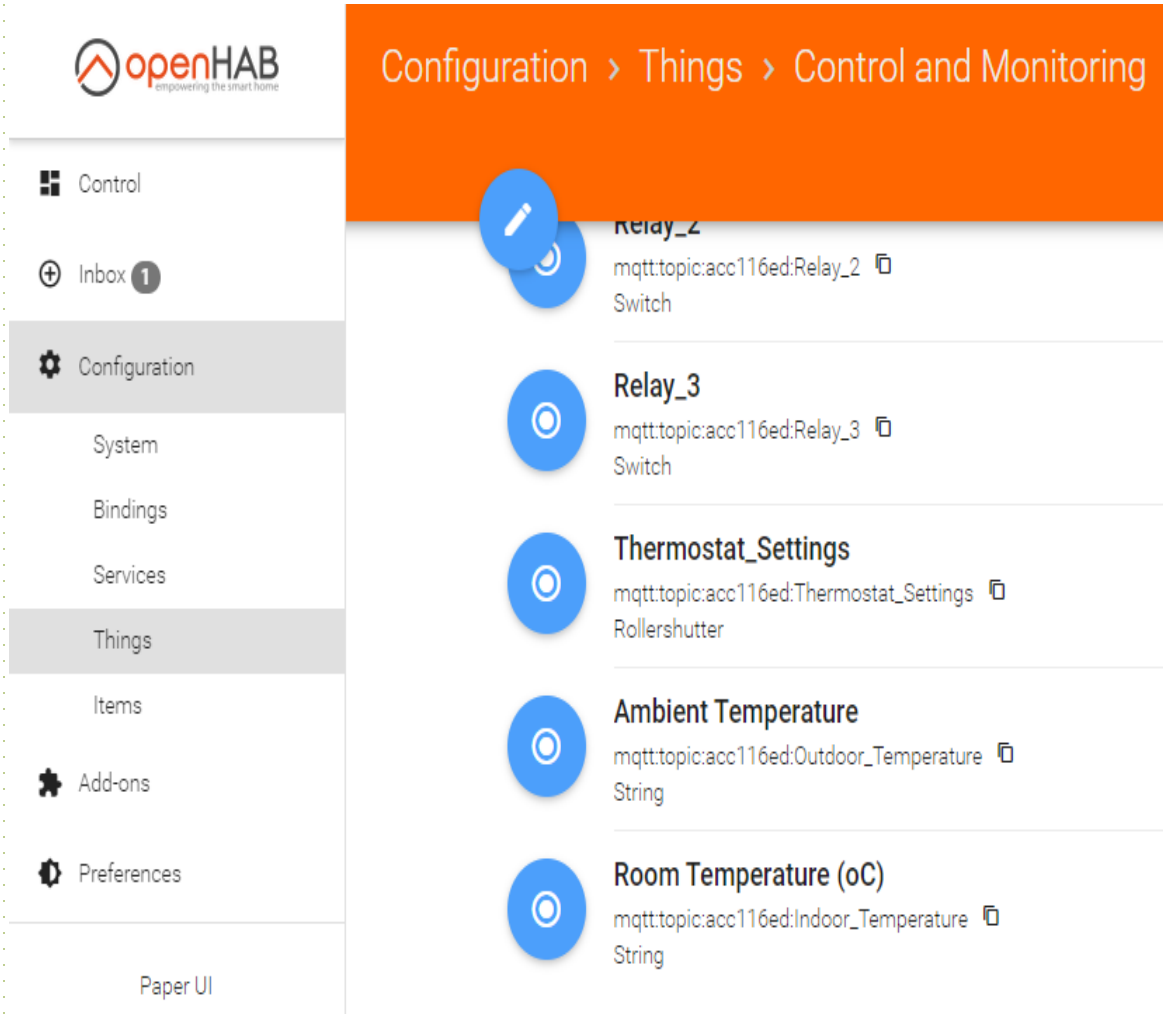 openHAB
empowering the smart home
Configuration > Things > Control and Monitoring
Control
Inbox 1
Configuration
System
Bindings
Services
Things
Items
Add-ons
Preferences
Paper UI
Relay_2
mqtt:topic:acc116ed:Relay_2
Switch
Relay_3
mqtt:topic:acc116ed:Relay_3
Switch
Thermostat_Settings
mqtt:topic:acc116ed:Thermostat_Settings
Rollershutter
Ambient Temperature
mqtt:topic:acc116ed:Outdoor_Temperature
String
Room Temperature (oC)
mqtt:topic:acc116ed:Indoor_Temperature
String